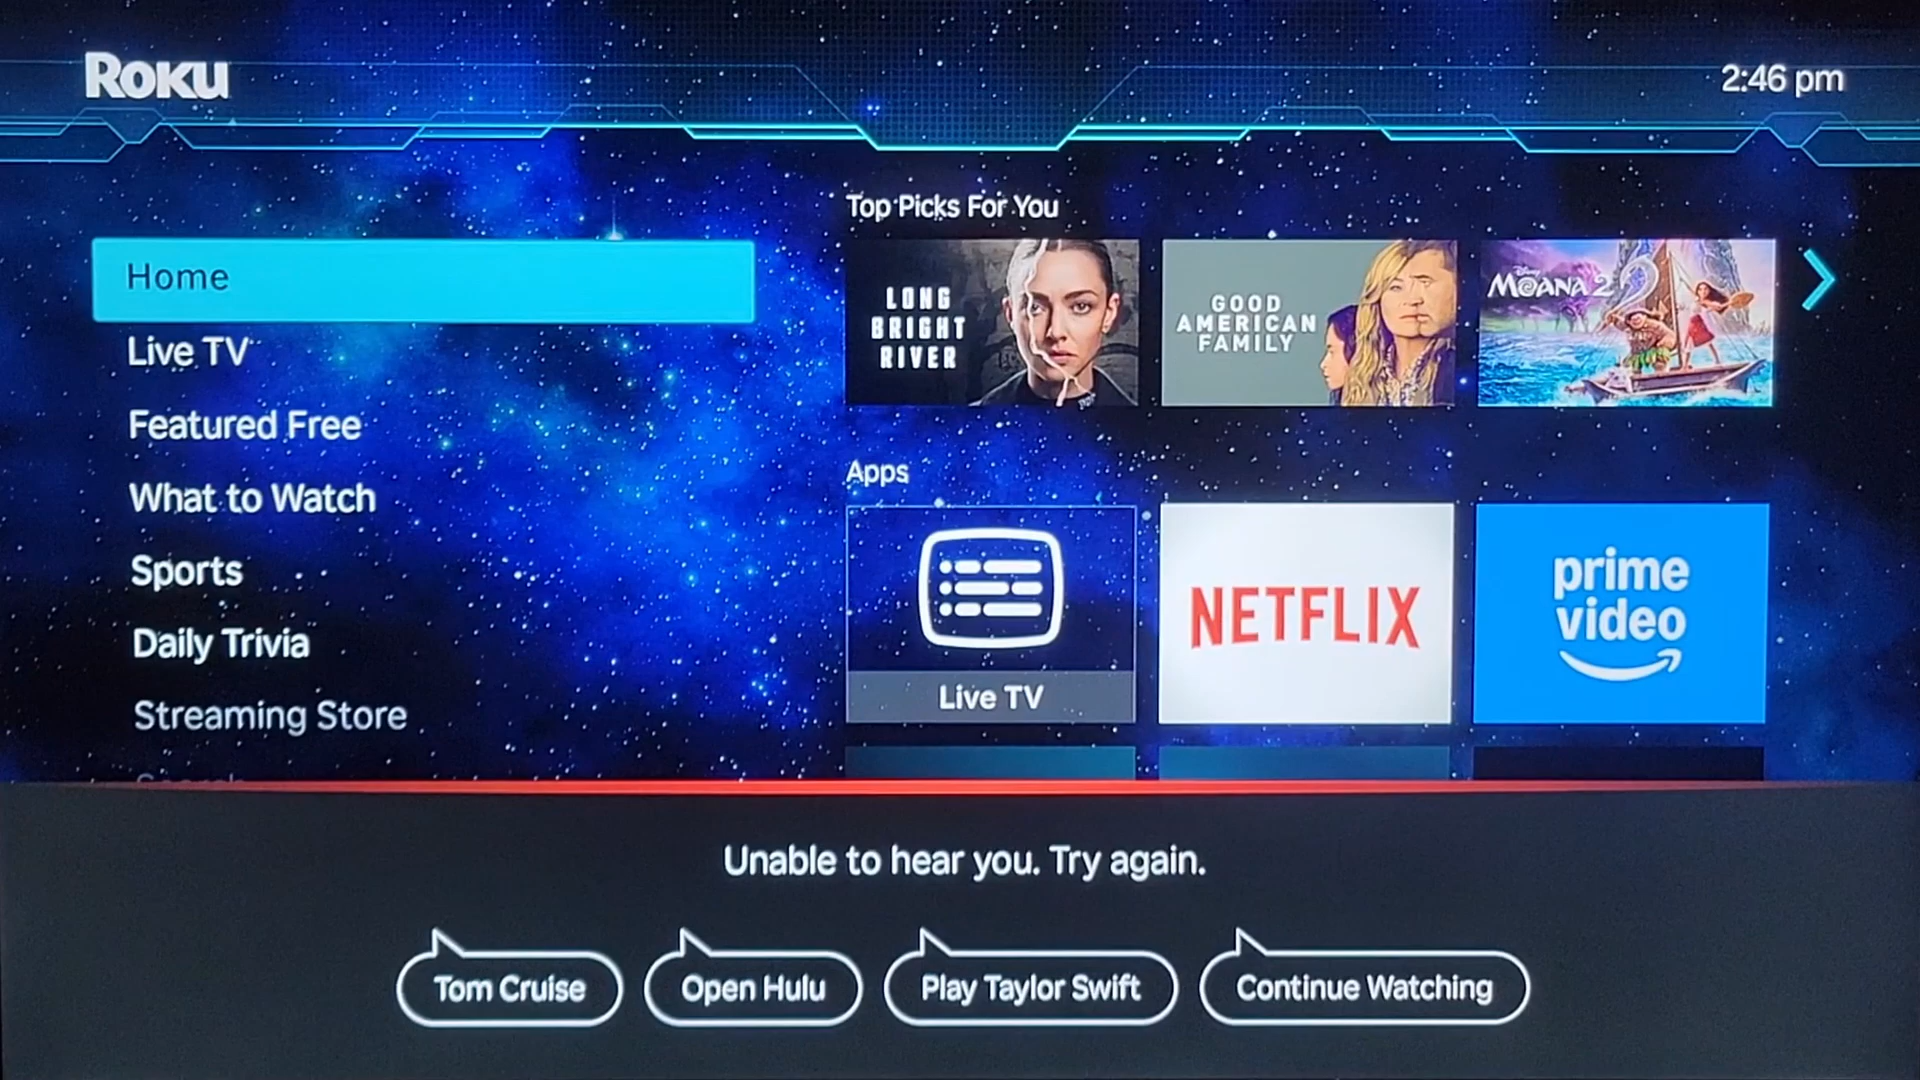 Roku
2:46 pm
Home
Live TV
Featured Free
What to Watch
Sports
Daily Trivia
Streaming Store
Search
Top Picks For You
LONG
BRIGHT
RIVER
GOOD
AMERICAN
FAMILY
Disney
MOANA 2
Apps
Live TV
NETFLIX
prime
video
Unable to hear you. Try again.
Tom Cruise
Open Hulu
Play Taylor Swift
Continue Watching